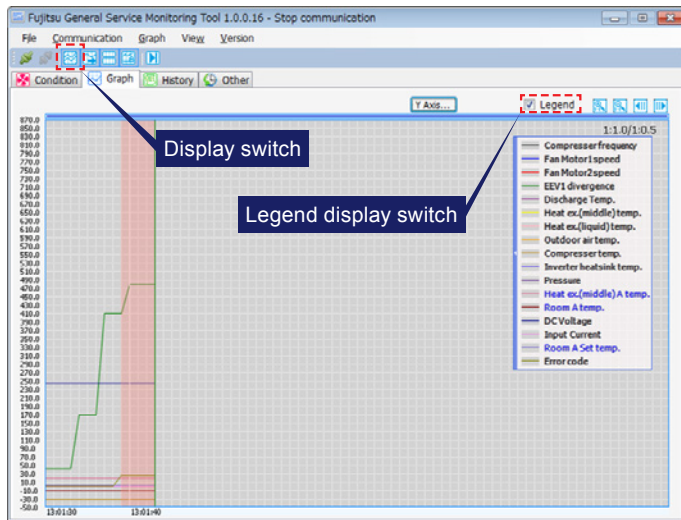 Fujitsu General Service Monitoring Tool 1.0.0.16 - Stop communication
File Communication Graph View Version
Condition Graph History Other
Y Axis... Legend
1:1.0/1:0.5
Display switch
Legend display switch
Compresser frequency
Fan Motor1 speed
Fan Motor2 speed
EEV1 divergence
Discharge Temp.
Heat ex.(middle) temp.
Heat ex.(liquid) temp.
Outdoor air temp.
Compresser temp.
Inverter heatsink temp.
Pressure
Heat ex.(middle) A temp.
Room A temp.
DC Voltage
Input Current
Room A Set temp.
Error code
870.0
850.0
830.0
810.0
790.0
770.0
750.0
730.0
710.0
690.0
670.0
650.0
630.0
610.0
590.0
570.0
550.0
530.0
510.0
490.0
470.0
450.0
430.0
410.0
390.0
370.0
350.0
330.0
310.0
290.0
270.0
250.0
230.0
210.0
190.0
170.0
150.0
130.0
110.0
90.0
70.0
50.0
30.0
10.0
-10.0
-30.0
-50.0
13:01:30 13:01:40